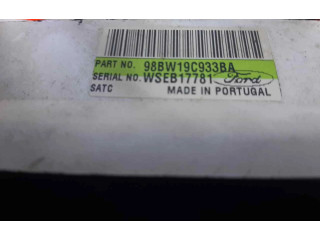 PART NO. 98BW19C933BA
SERIAL NO. WSEB17781 Ford
SATC MADE IN PORTUGAL